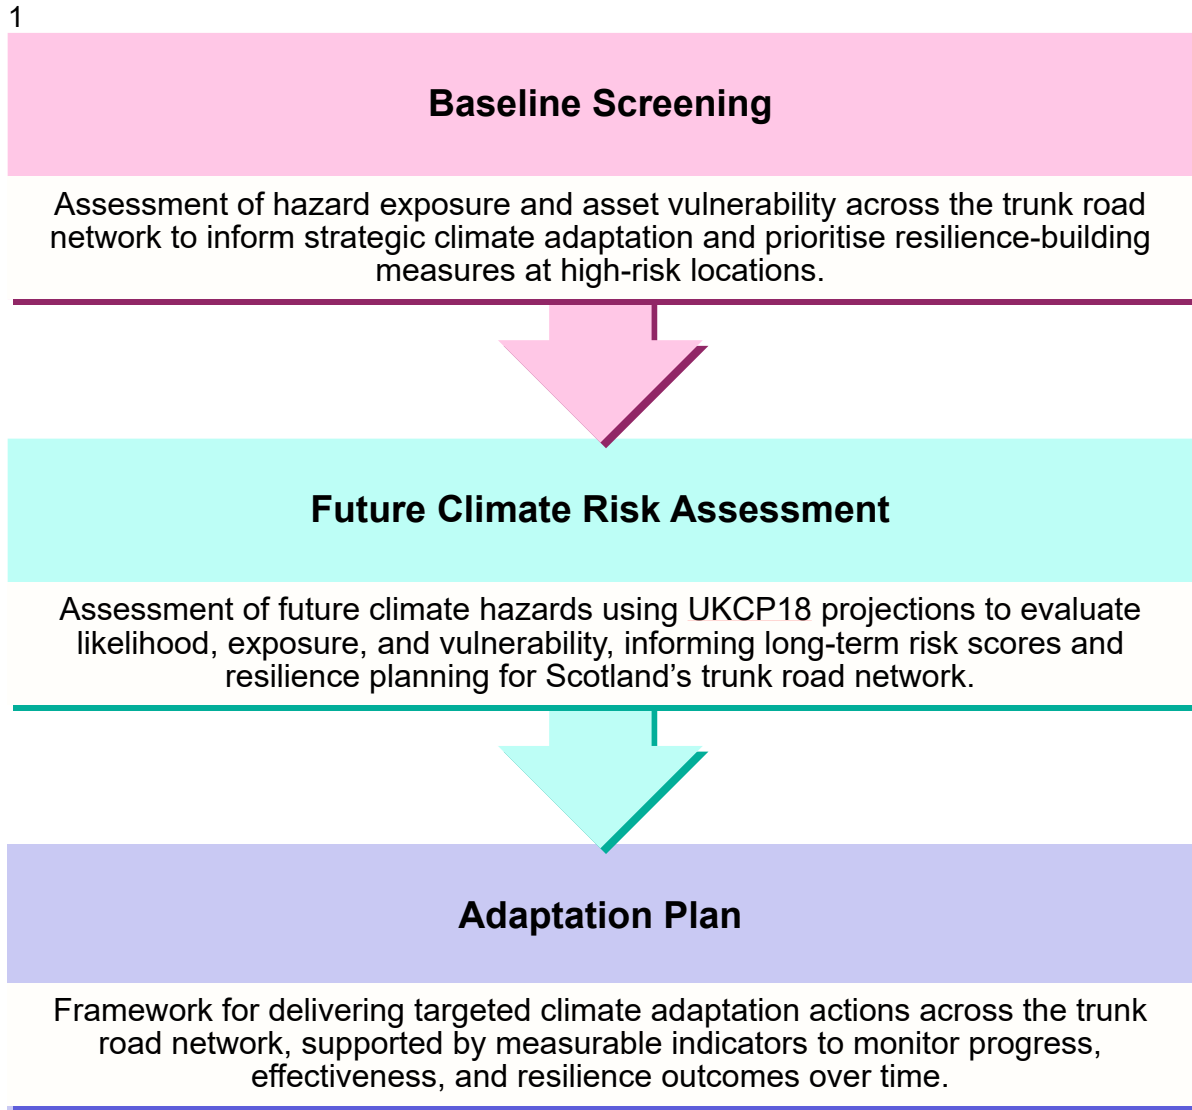 1
Baseline Screening
Assessment of hazard exposure and asset vulnerability across the trunk road
network to inform strategic climate adaptation and prioritise resilience-building
measures at high-risk locations.
Future Climate Risk Assessment
Assessment of future climate hazards using UKCP18 projections to evaluate
likelihood, exposure, and vulnerability, informing long-term risk scores and
resilience planning for Scotland’s trunk road network.
Adaptation Plan
Framework for delivering targeted climate adaptation actions across the trunk
road network, supported by measurable indicators to monitor progress,
effectiveness, and resilience outcomes over time.